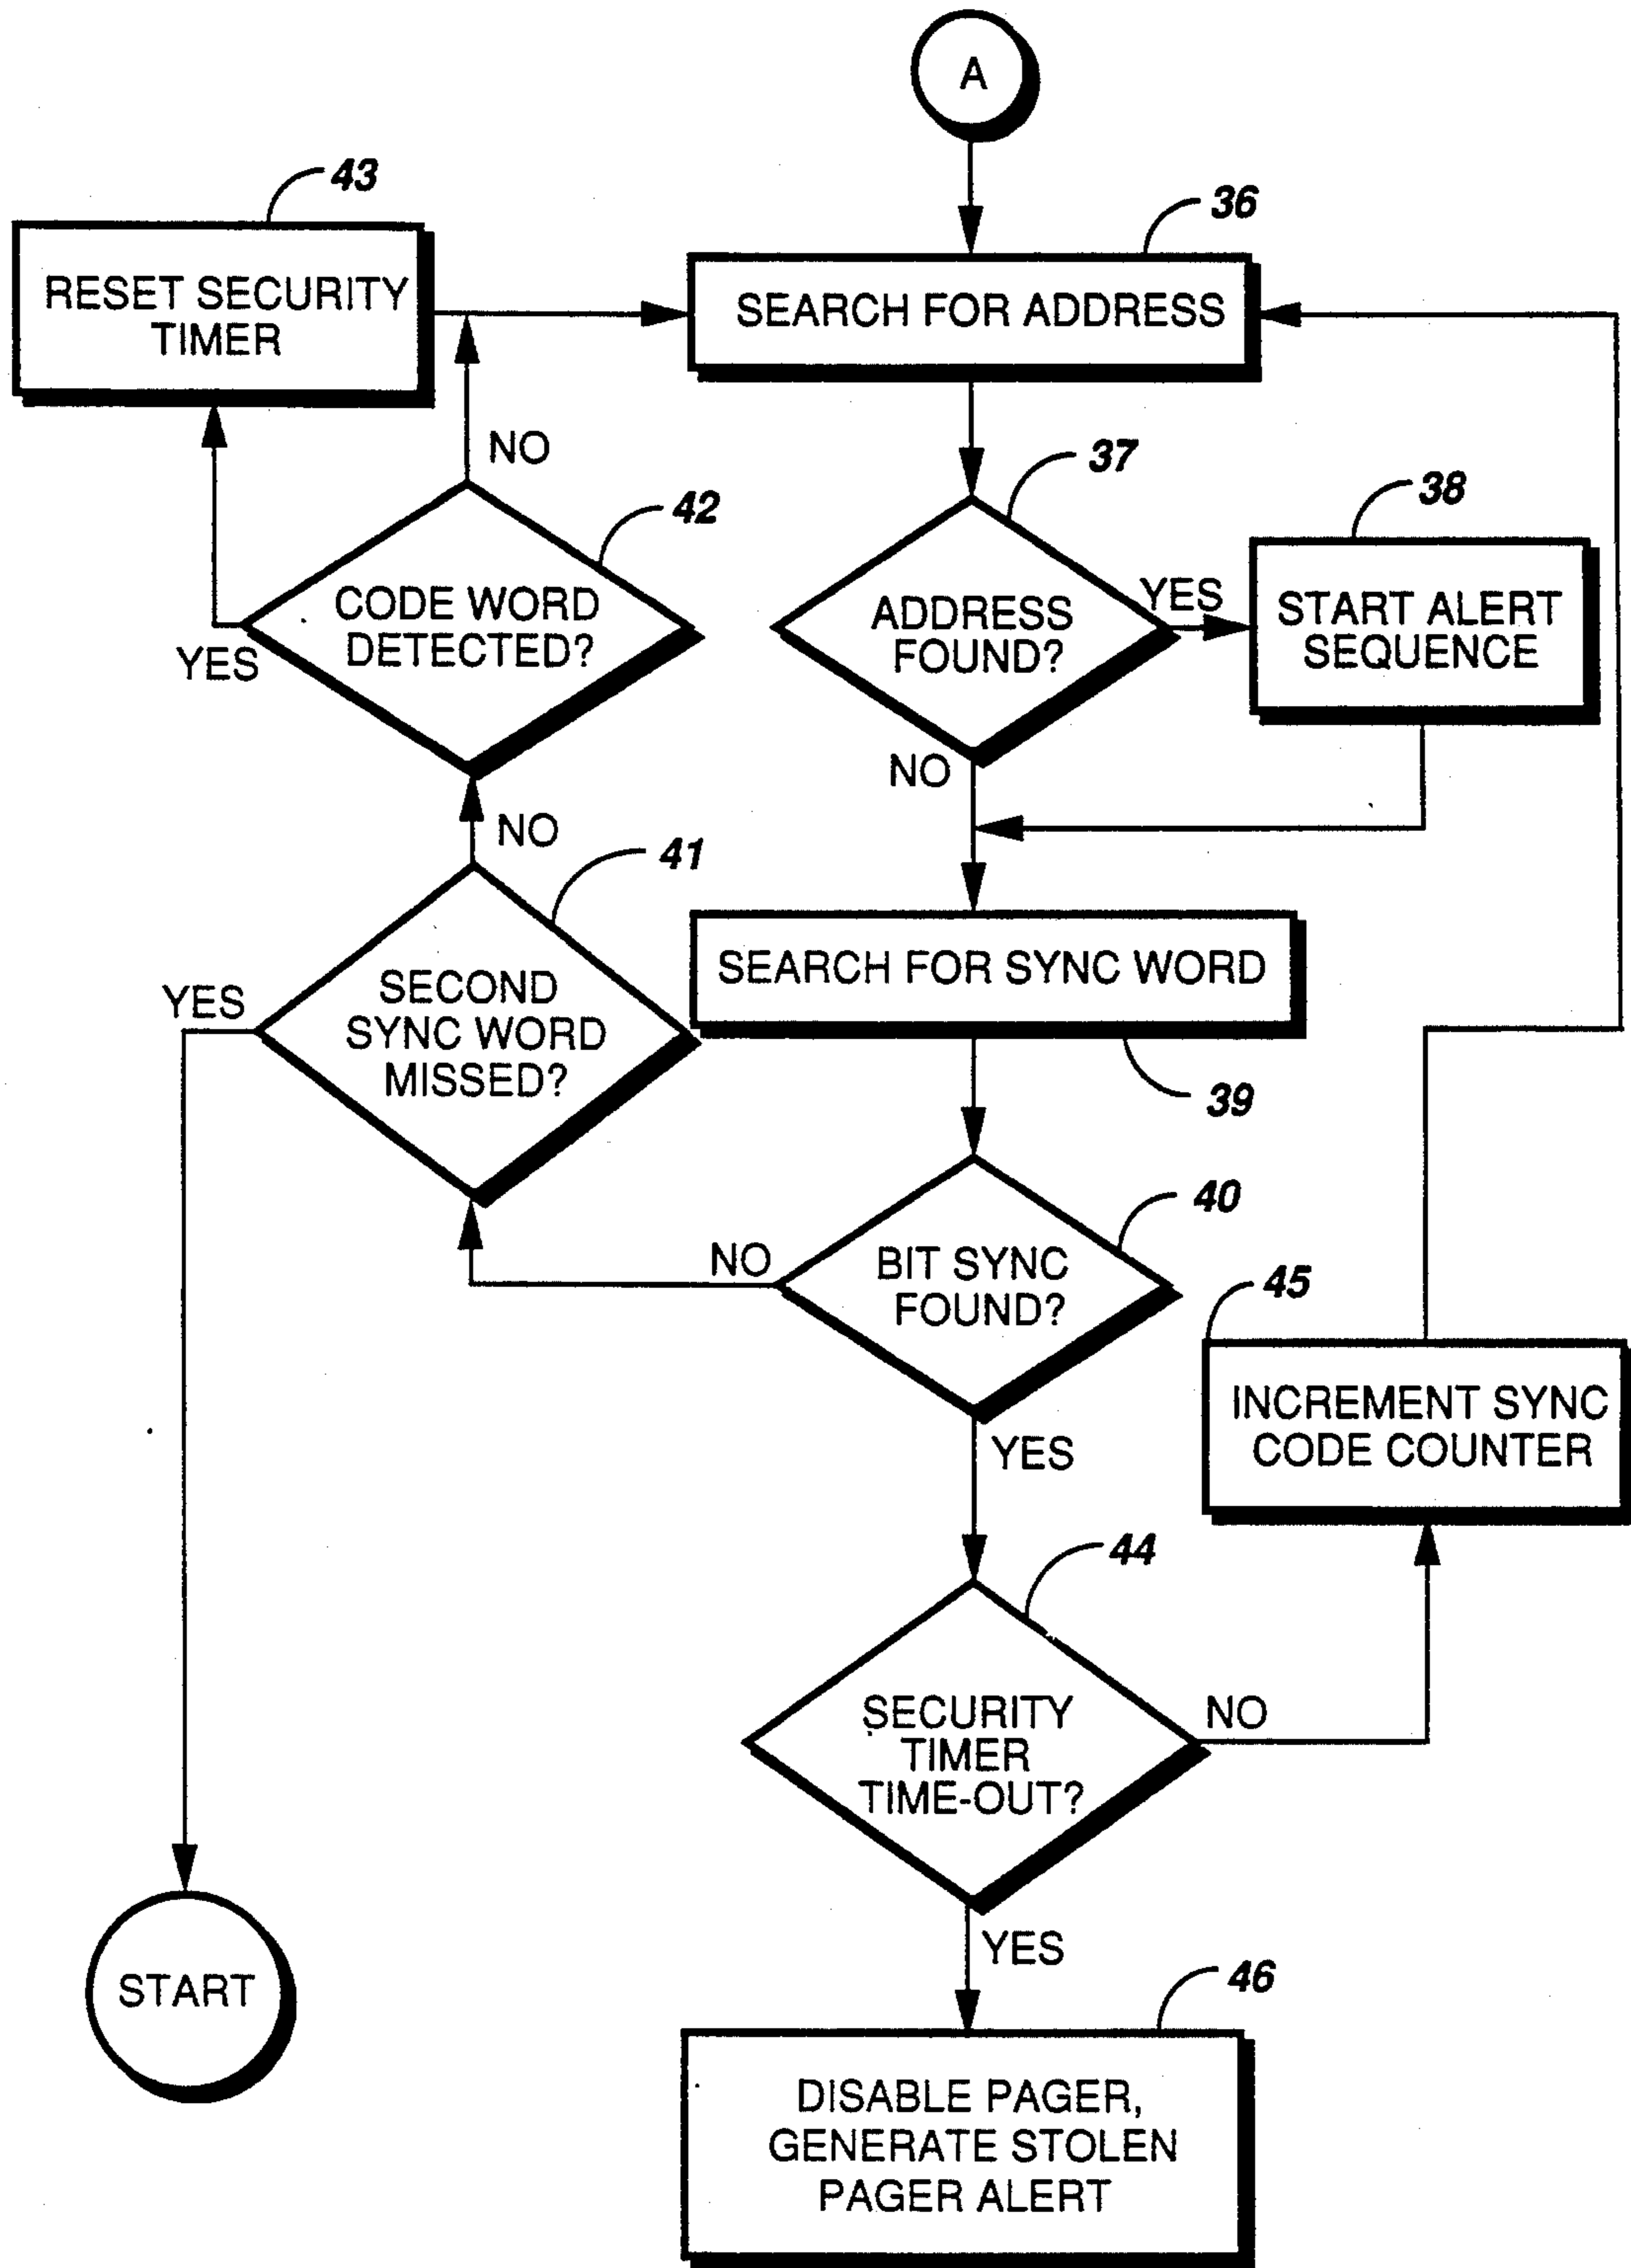 A
43
36
RESET SECURITY
TIMER
SEARCH FOR ADDRESS
NO
37
38
42
CODE WORD
DETECTED?
YES
ADDRESS
FOUND?
YES
START ALERT
SEQUENCE
NO
NO
41
SECOND
SYNC WORD
MISSED?
YES
SEARCH FOR SYNC WORD
39
40
NO
BIT SYNC
FOUND?
45
YES
INCREMENT SYNC
CODE COUNTER
44
SECURITY
TIMER
TIME-OUT?
NO
YES
START
46
DISABLE PAGER,
GENERATE STOLEN
PAGER ALERT